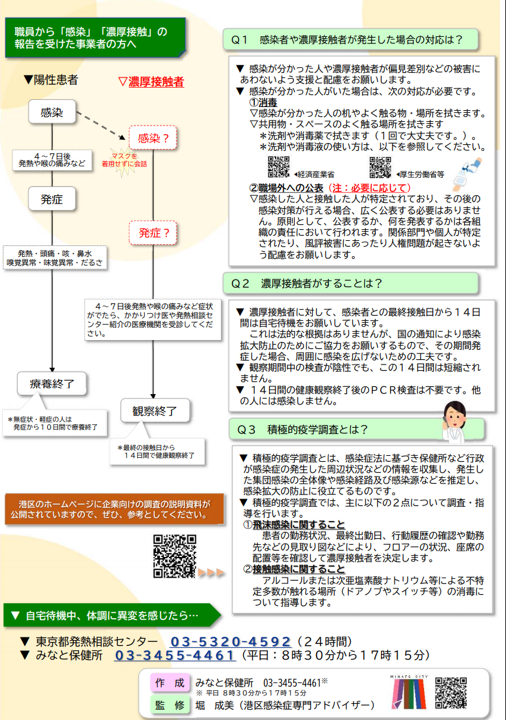 職員から「感染」「濃厚接触」の
報告を受けた事業者の方へ
▼陽性患者
▽濃厚接触者
感染
感染？
マスクを
着用せずに会話
4～7日後
発熱や喉の痛みなど
発症
発症？
発熱・頭痛・咳・鼻水
嗅覚異常・味覚異常・だるさ
4～7日後発熱や喉の痛みなど症状
がでたら、かかりつけ医や発熱相談
センター紹介の医療機関を受診してくだ
さい。
療養終了
＊無症状・軽症の人は
発症から10日間で療養終了
観察終了
＊最終の接触日から
14日間で健康観察終了
港区のホームページに企業向けの調査の説明資料が
公開されていますので、ぜひ、参考としてください。
Q1　感染者や濃厚接触者が発生した場合の対応は？
▼ 感染が分かった人や濃厚接触者が偏見差別などの被害に
あわないよう支援と配慮をお願いします。
▼ 感染が分かった人がいた場合は、次の対応が必要です。
①消毒
▽感染が分かった人の机やよく触る物・場所を拭きます。
▽共用物・スペースのよく触る場所を拭きます
＊洗剤や消毒薬で拭きます（1回で大丈夫です。）。
＊洗剤や消毒液の使い方は、以下を参照してください。
◀経済産業省
◀厚生労働省等
②職場外への公表（注：必要に応じて）
▽感染した人と接触した人が特定されており、その後の
感染対策が行える場合、広く公表する必要はありませ
ん。原則として、公表するか、何を発表するかは各組
織の責任において行われます。関係部門や個人が特定
されたり、風評被害にあったり人権問題が起きないよ
う配慮をお願いします。
Q2　濃厚接触者がすることは？
▼ 濃厚接触者に対して、感染者との最終接触日から14日
間は自宅待機をお願いしています。
これは法的な根拠はありませんが、国の通知により感染
拡大防止のためにご協力をお願いするもので、その期間発
症した場合、周囲に感染を広げないための工夫です。
▼ 観察期間中の検査が陰性でも、この14日間は短縮され
ません。
▼ 14日間の健康観察終了後のPCR検査は不要です。他
の人には感染しません。
Q3　積極的疫学調査とは？
▼ 積極的疫学調査とは、感染症法に基づき保健所など行政
が感染症の発生した周辺状況などの情報を収集し、発生し
た集団感染の全体像や感染経路及び感染源などを推定し、
感染拡大の防止に役立てるものです。
▼ 積極的疫学調査では、主に以下の2点について調査・指
導を行います。
①飛沫感染に関すること
患者の勤務状況、最終出勤日、行動履歴の確認や勤務
先などの見取り図などにより、フロアーの状況、座席の
配置等を確認して濃厚接触者を決定します。
②接触感染に関すること
アルコールまたは次亜塩素酸ナトリウム等による不特
定多数が触れる場所（ドアノブやスイッチ等）の消毒に
ついて指導します。
▼ 自宅待機中、体調に異変を感じたら…
▼ 東京都発熱相談センター　03-5320-4592（24時間）
▼ みなと保健所　03-3455-4461（平日：8時30分から17時15分）
作 成　みなと保健所　03-3455-4461※
※ 平日 8時30分から17時15分
監 修　堀 成美（港区感染症専門アドバイザー）
MINATO CITY